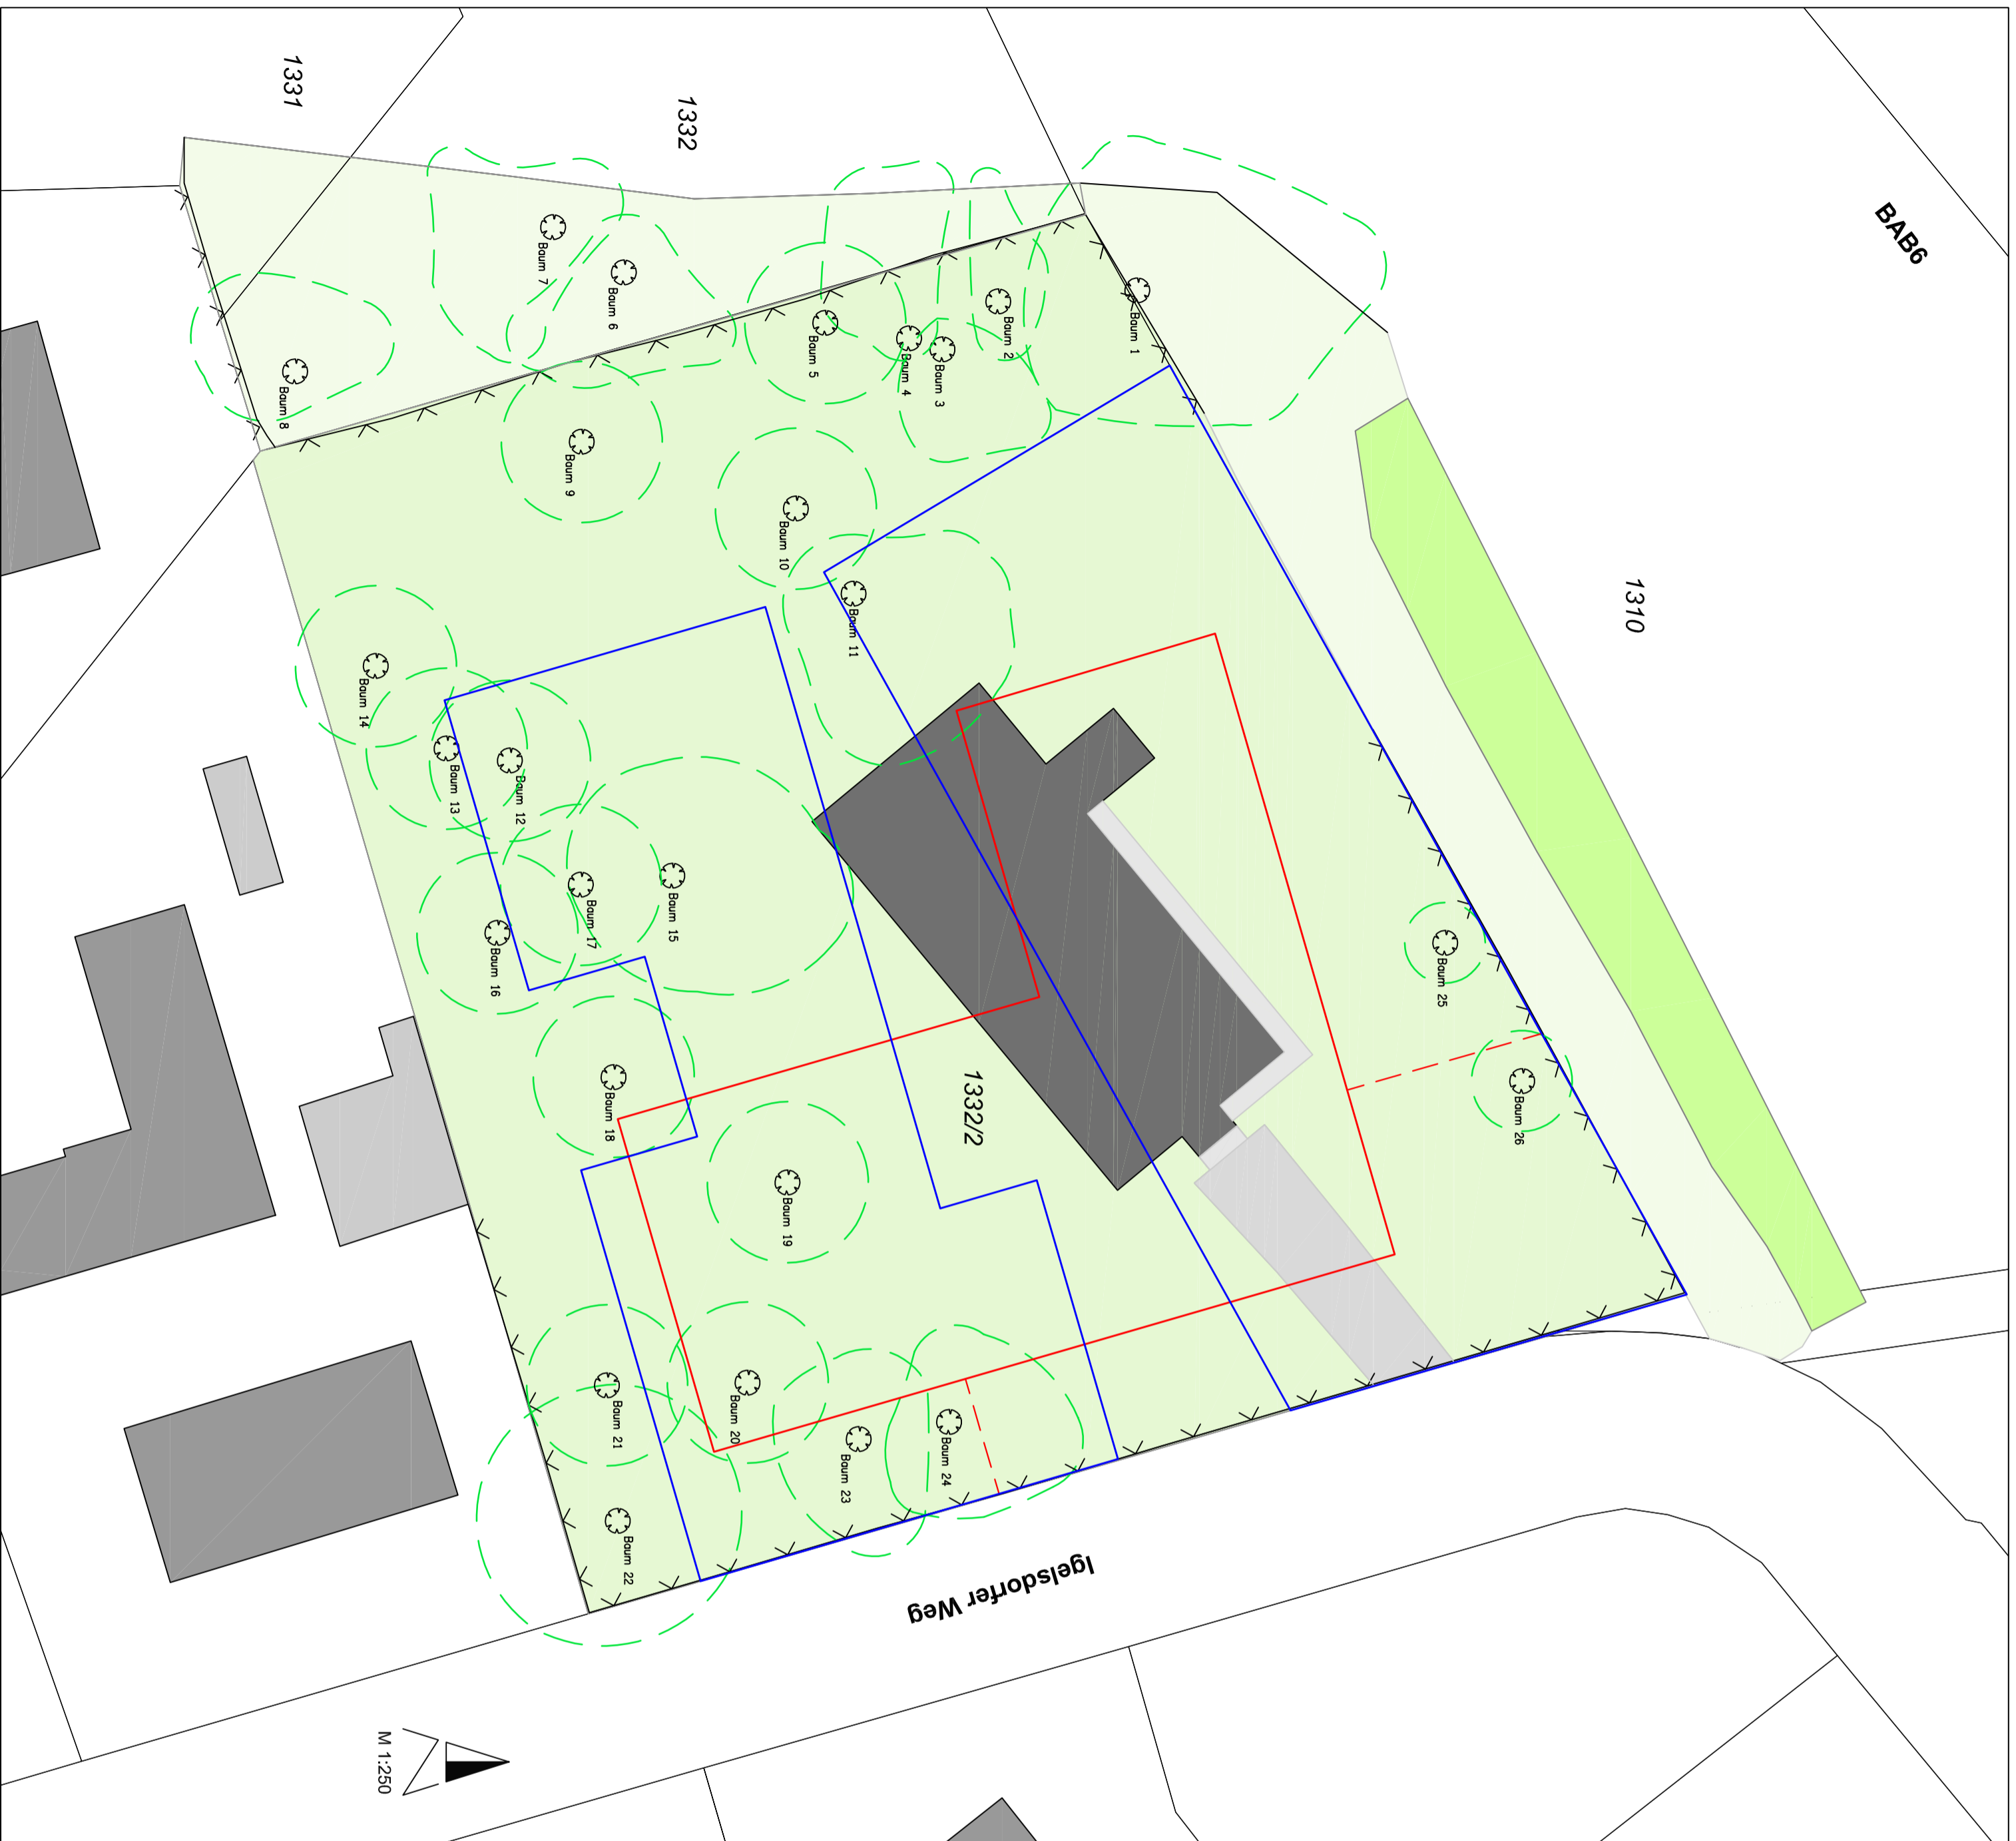 1331
1332
BAB6
1310
Baum 1
Baum 2
Baum 3
Baum 4
Baum 5
Baum 6
Baum 7
Baum 8
Baum 9
Baum 10
Baum 11
Baum 12
Baum 13
Baum 14
Baum 15
Baum 16
Baum 17
Baum 18
Baum 19
Baum 20
Baum 21
Baum 22
Baum 23
Baum 24
Baum 25
Baum 26
1332/2
Igelsdorfer Weg
M 1:250